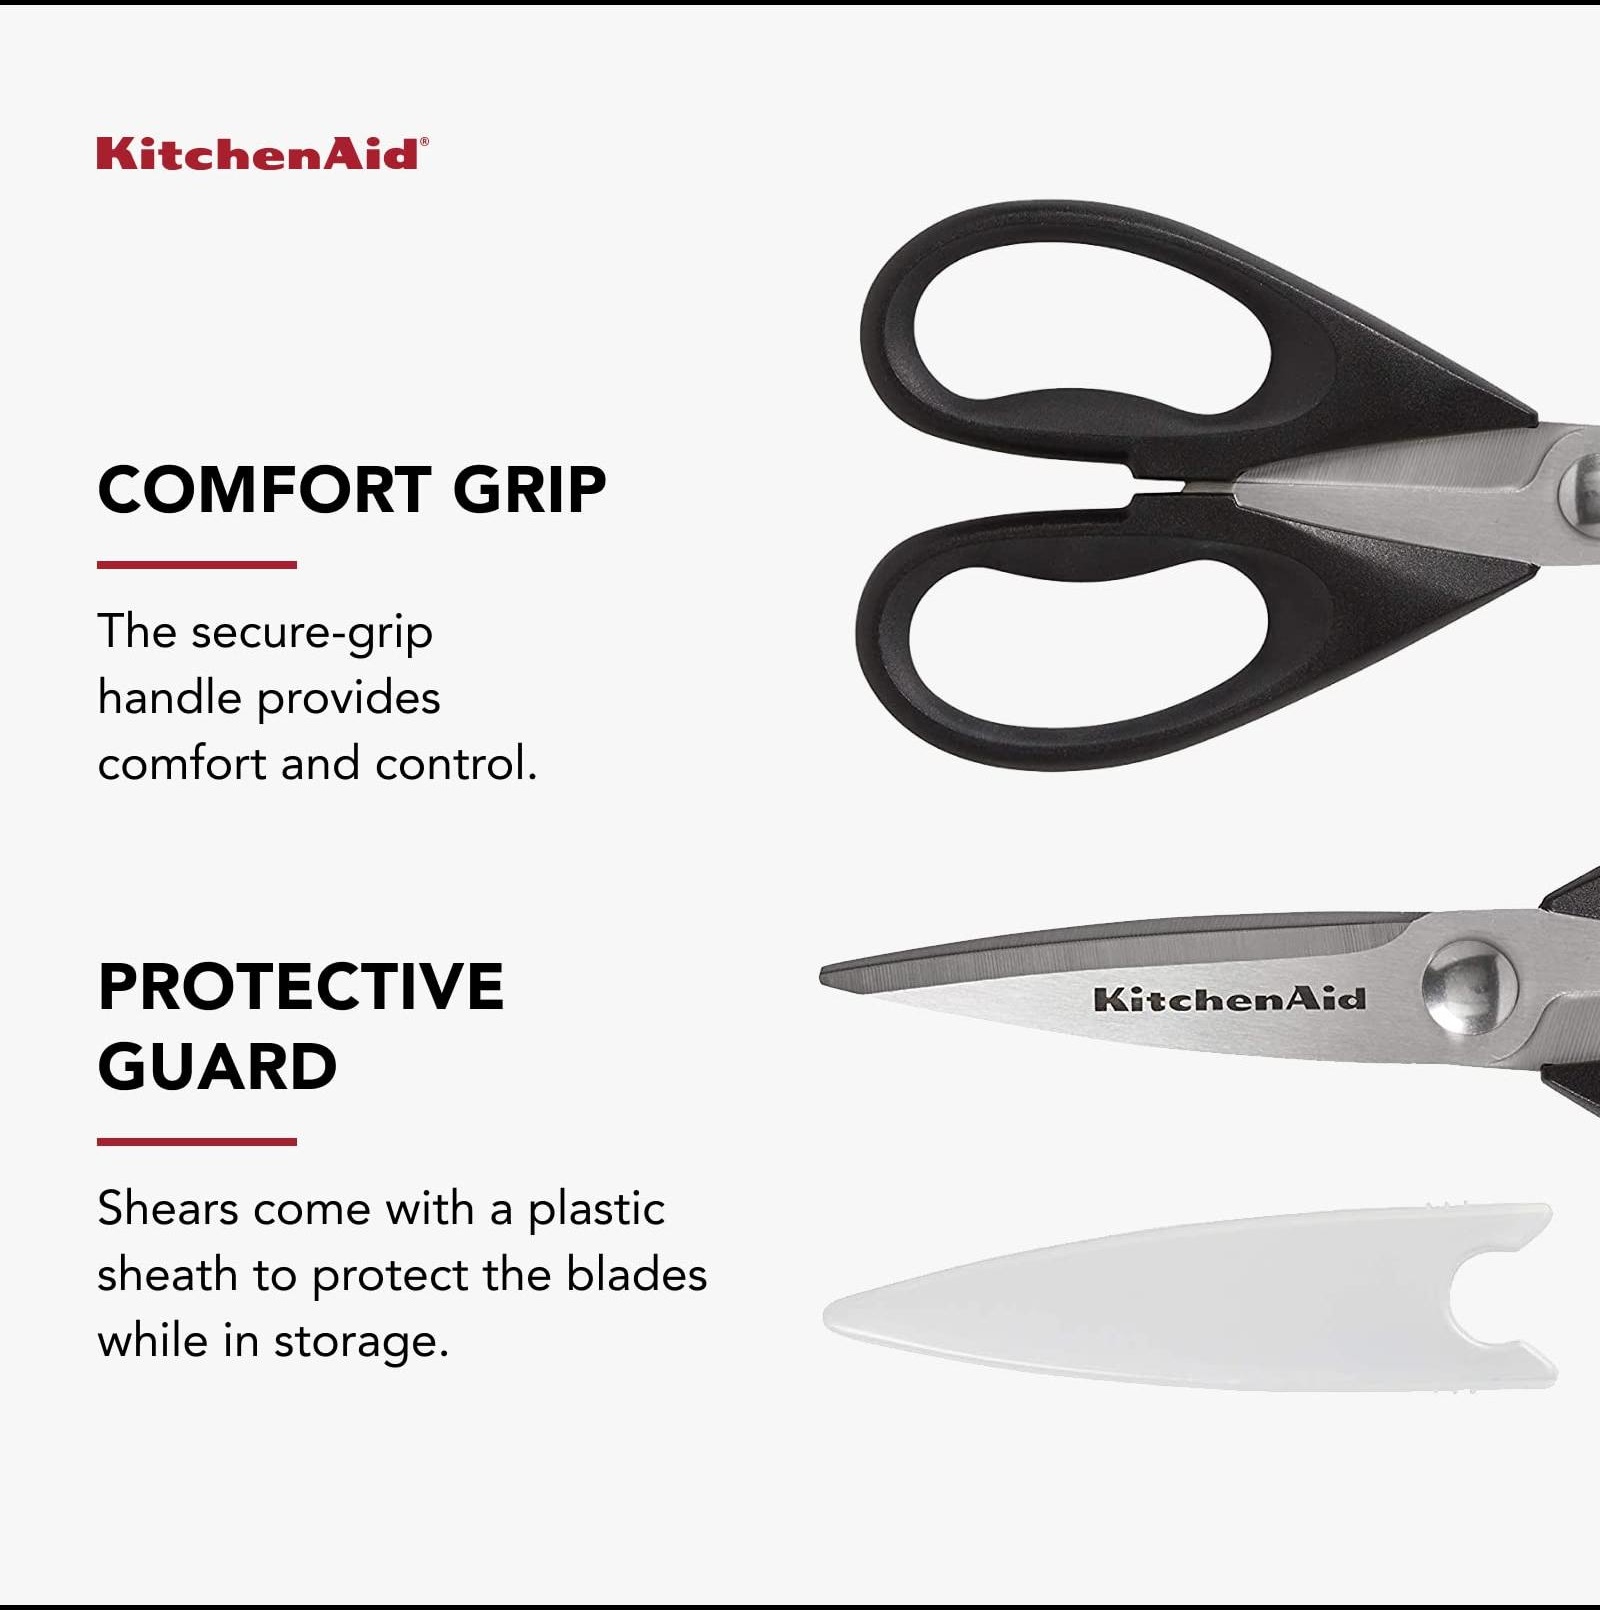 KitchenAid®
COMFORT GRIP
The secure-grip
handle provides
comfort and control.
KitchenAid
PROTECTIVE
GUARD
Shears come with a plastic
sheath to protect the blades
while in storage.